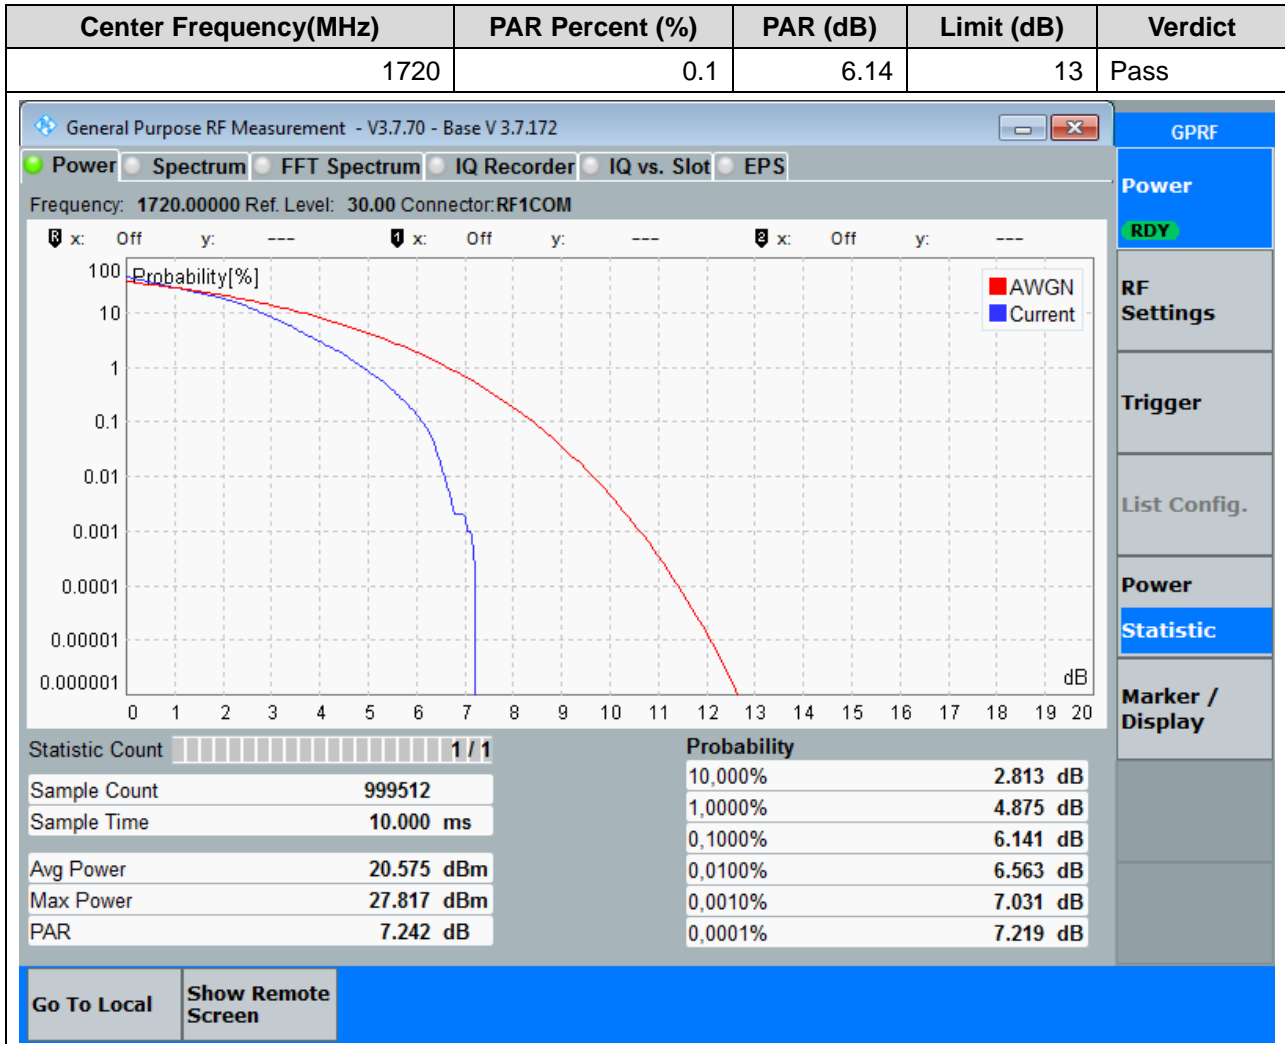 Center Frequency(MHz) PAR Percent (%) PAR (dB) Limit (dB) Verdict
1720 0.1 6.14 13 Pass
General Purpose RF Measurement - V3.7.70 - Base V 3.7.172
GPRF
Power Spectrum FFT Spectrum IQ Recorder IQ vs. Slot EPS
Frequency: 1720.00000 Ref. Level: 30.00 Connector:RF1COM
R x: Off y: --- 1 x: Off y: --- 2 x: Off y: ---
Probability[%]
AWGN
Current
100
10
1
0.1
0.01
0.001
0.0001
0.00001
0.000001
dB
0 1 2 3 4 5 6 7 8 9 10 11 12 13 14 15 16 17 18 19 20
Statistic Count 1 / 1
Sample Count 999512
Sample Time 10.000 ms
Avg Power 20.575 dBm
Max Power 27.817 dBm
PAR 7.242 dB
Probability
10,000% 2.813 dB
1,0000% 4.875 dB
0,1000% 6.141 dB
0,0100% 6.563 dB
0,0010% 7.031 dB
0,0001% 7.219 dB
Power
RDY
RF
Settings
Trigger
List Config.
Power
Statistic
Marker /
Display
Go To Local
Show Remote
Screen